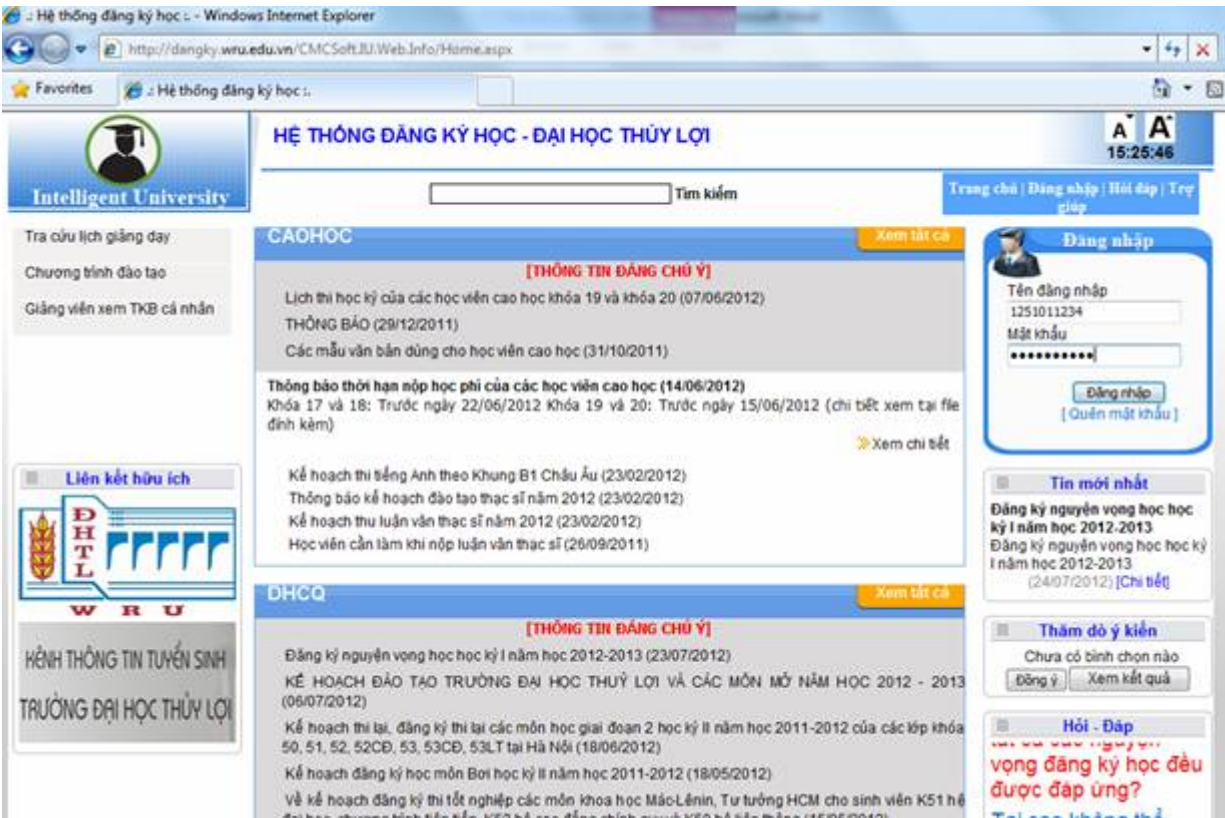 .: Hệ thống đăng ký học :. - Windows Internet Explorer
http://dangky.wru.edu.vn/CMCSoft.IU.Web.Info/Home.aspx
Favorites
.: Hệ thống đăng ký học :.
Intelligent University
HỆ THỐNG ĐĂNG KÝ HỌC - ĐẠI HỌC THỦY LỢI
A A
15:25:46
Tìm kiếm
Trang chủ | Đăng nhập | Hỏi đáp | Trợ
giúp
Tra cứu lịch giảng dạy
Chương trình đào tạo
Giảng viên xem TKB cá nhân
Liên kết hữu ích
ĐHTL
WRU
KÊNH THÔNG TIN TUYỂN SINH
TRƯỜNG ĐẠI HỌC THỦY LỢI
CAOHOC
Xem tất cả
[THÔNG TIN ĐÁNG CHÚ Ý]
Lịch thi học kỳ của các học viên cao học khóa 19 và khóa 20 (07/06/2012)
THÔNG BÁO (29/12/2011)
Các mẫu văn bản dùng cho học viên cao học (31/10/2011)
Thông báo thời hạn nộp học phí của các học viên cao học (14/06/2012)
Khóa 17 và 18: Trước ngày 22/06/2012 Khóa 19 và 20: Trước ngày 15/06/2012 (chi tiết xem tại file
đính kèm)
Xem chi tiết
Kế hoạch thi tiếng Anh theo Khung B1 Châu Âu (23/02/2012)
Thông báo kế hoạch đào tạo thạc sĩ năm 2012 (23/02/2012)
Kế hoạch thu luận văn thạc sĩ năm 2012 (23/02/2012)
Học viên cần làm khi nộp luận văn thạc sĩ (26/09/2011)
DHCQ
Xem tất cả
[THÔNG TIN ĐÁNG CHÚ Ý]
Đăng ký nguyện vọng học học kỳ I năm học 2012-2013 (23/07/2012)
KẾ HOẠCH ĐÀO TẠO TRƯỜNG ĐẠI HỌC THUỶ LỢI VÀ CÁC MÔN MỞ NĂM HỌC 2012 - 2013
(06/07/2012)
Kế hoạch thi lại, đăng ký thi lại các môn học giai đoạn 2 học kỳ II năm học 2011-2012 của các lớp khóa
50, 51, 52, 52CĐ, 53, 53CĐ, 53LT tại Hà Nội (18/06/2012)
Kế hoạch đăng ký học môn Bơi học kỳ II năm học 2011-2012 (18/05/2012)
Về kế hoạch đăng ký thi tốt nghiệp các môn khoa học Mác-Lênin, Tư tưởng HCM cho sinh viên K51 hệ
Đăng nhập
Tên đăng nhập
1251011234
Mật khẩu
Đăng nhập
[ Quên mật khẩu ]
Tin mới nhất
Đăng ký nguyện vọng học học
kỳ I năm học 2012-2013
Đăng ký nguyện vọng học học kỳ
I năm học 2012-2013
(24/07/2012) [Chi tiết]
Thăm dò ý kiến
Chưa có bình chọn nào
Đồng ý Xem kết quả
Hỏi - Đáp
vọng đăng ký học đều
được đáp ứng?